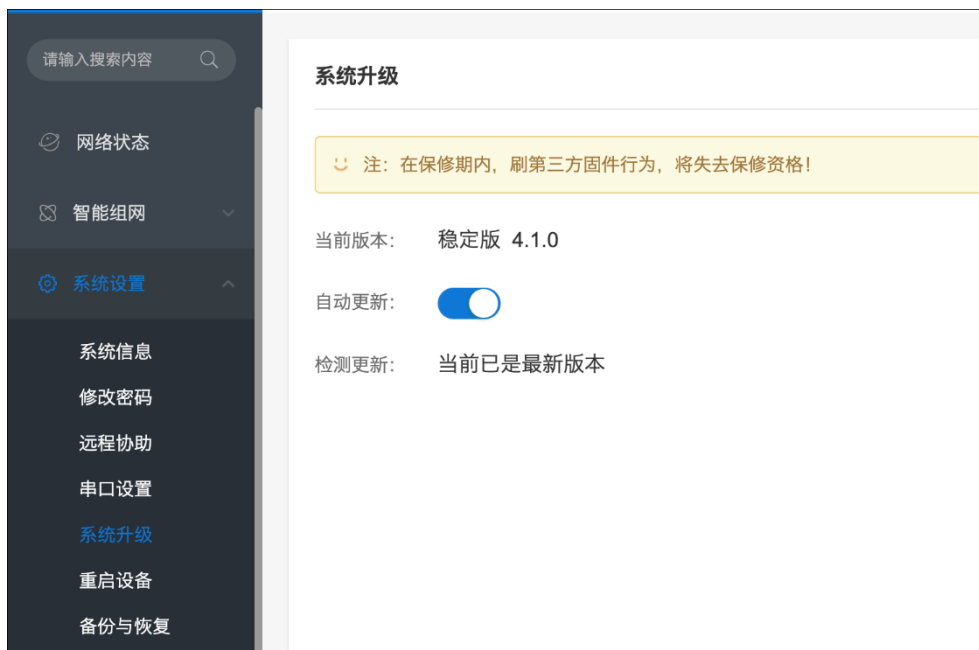 请输入搜索内容
网络状态
智能组网
系统设置
系统信息
修改密码
远程协助
串口设置
系统升级
重启设备
备份与恢复
系统升级
注：在保修期内，刷第三方固件行为，将失去保修资格！
当前版本： 稳定版 4.1.0
自动更新：
检测更新： 当前已是最新版本